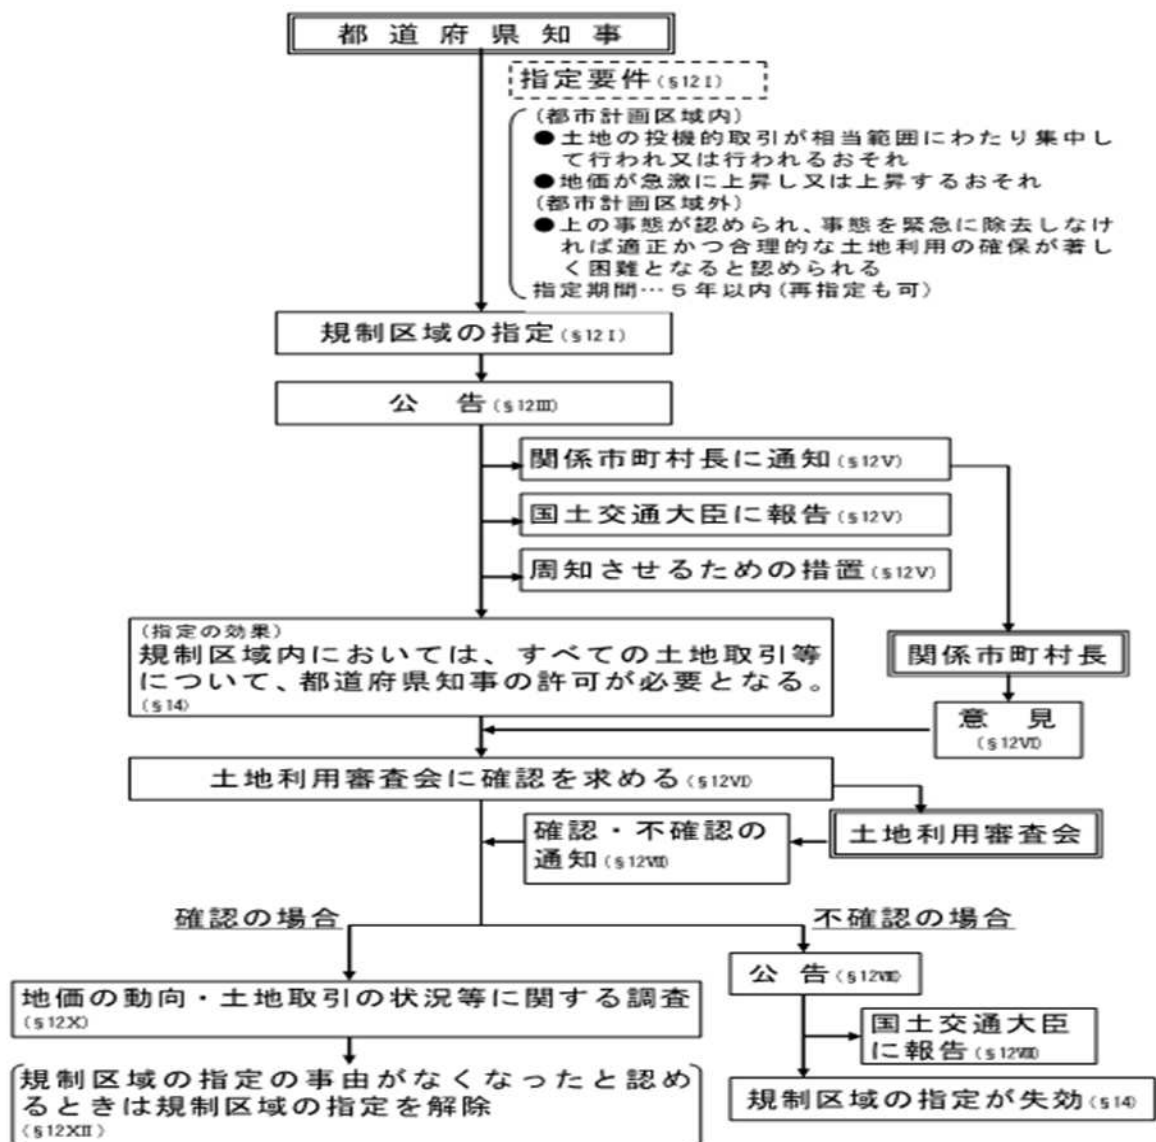 都道府県知事
指定要件(§12Ⅰ)
(都市計画区域内)
●土地の投機的取引が相当範囲にわたり集中し
て行われ又は行われるおそれ
●地価が急激に上昇し又は上昇するおそれ
(都市計画区域外)
●上の事態が認められ、事態を緊急に除去しなけ
れば適正かつ合理的な土地利用の確保が著し
く困難となると認められる
指定期間…5年以内(再指定も可)
規制区域の指定(§12Ⅰ)
公 告(§12Ⅲ)
関係市町村長に通知(§12Ⅴ)
国土交通大臣に報告(§12Ⅴ)
周知させるための措置(§12Ⅴ)
(指定の効果)
規制区域内においては、すべての土地取引等
について、都道府県知事の許可が必要となる。
(§14)
関係市町村長
意 見
(§12Ⅵ)
土地利用審査会に確認を求める(§12Ⅵ)
土地利用審査会
確認・不確認の
通知(§12Ⅶ)
確認の場合
不確認の場合
地価の動向・土地取引の状況等に関する調査
(§12Ⅹ)
規制区域の指定の事由がなくなったと認め
るときは規制区域の指定を解除
(§12ⅩⅡ)
公 告(§12Ⅷ)
国土交通大臣
に報告(§12Ⅷ)
規制区域の指定が失効(§14)